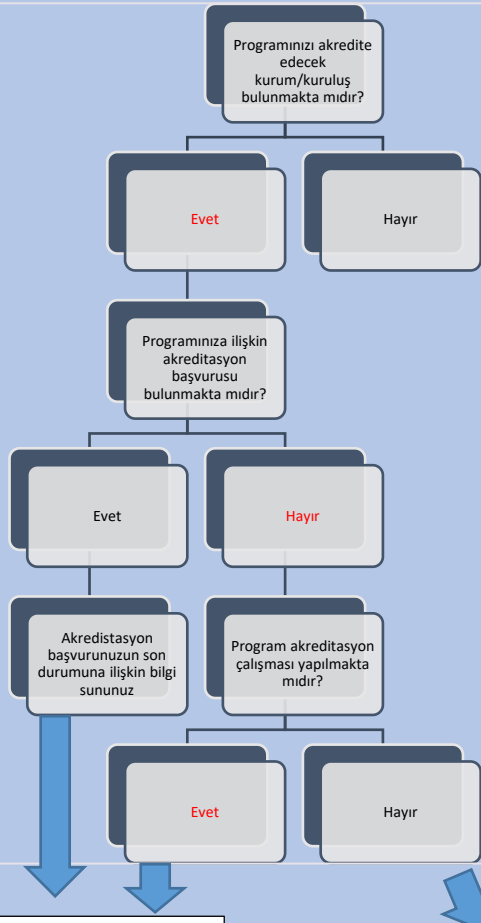 Programınızı akredite
edecek
kurum/kuruluş
bulunmakta mıdır?
Evet
Hayır
Programınıza ilişkin
akreditasyon
başvurusu
bulunmakta mıdır?
Evet
Hayır
Akredistasyon
başvurunuzun son
durumuna ilişkin bilgi
sununuz
Program akreditasyon
çalışması yapılmakta
mıdır?
Evet
Hayır